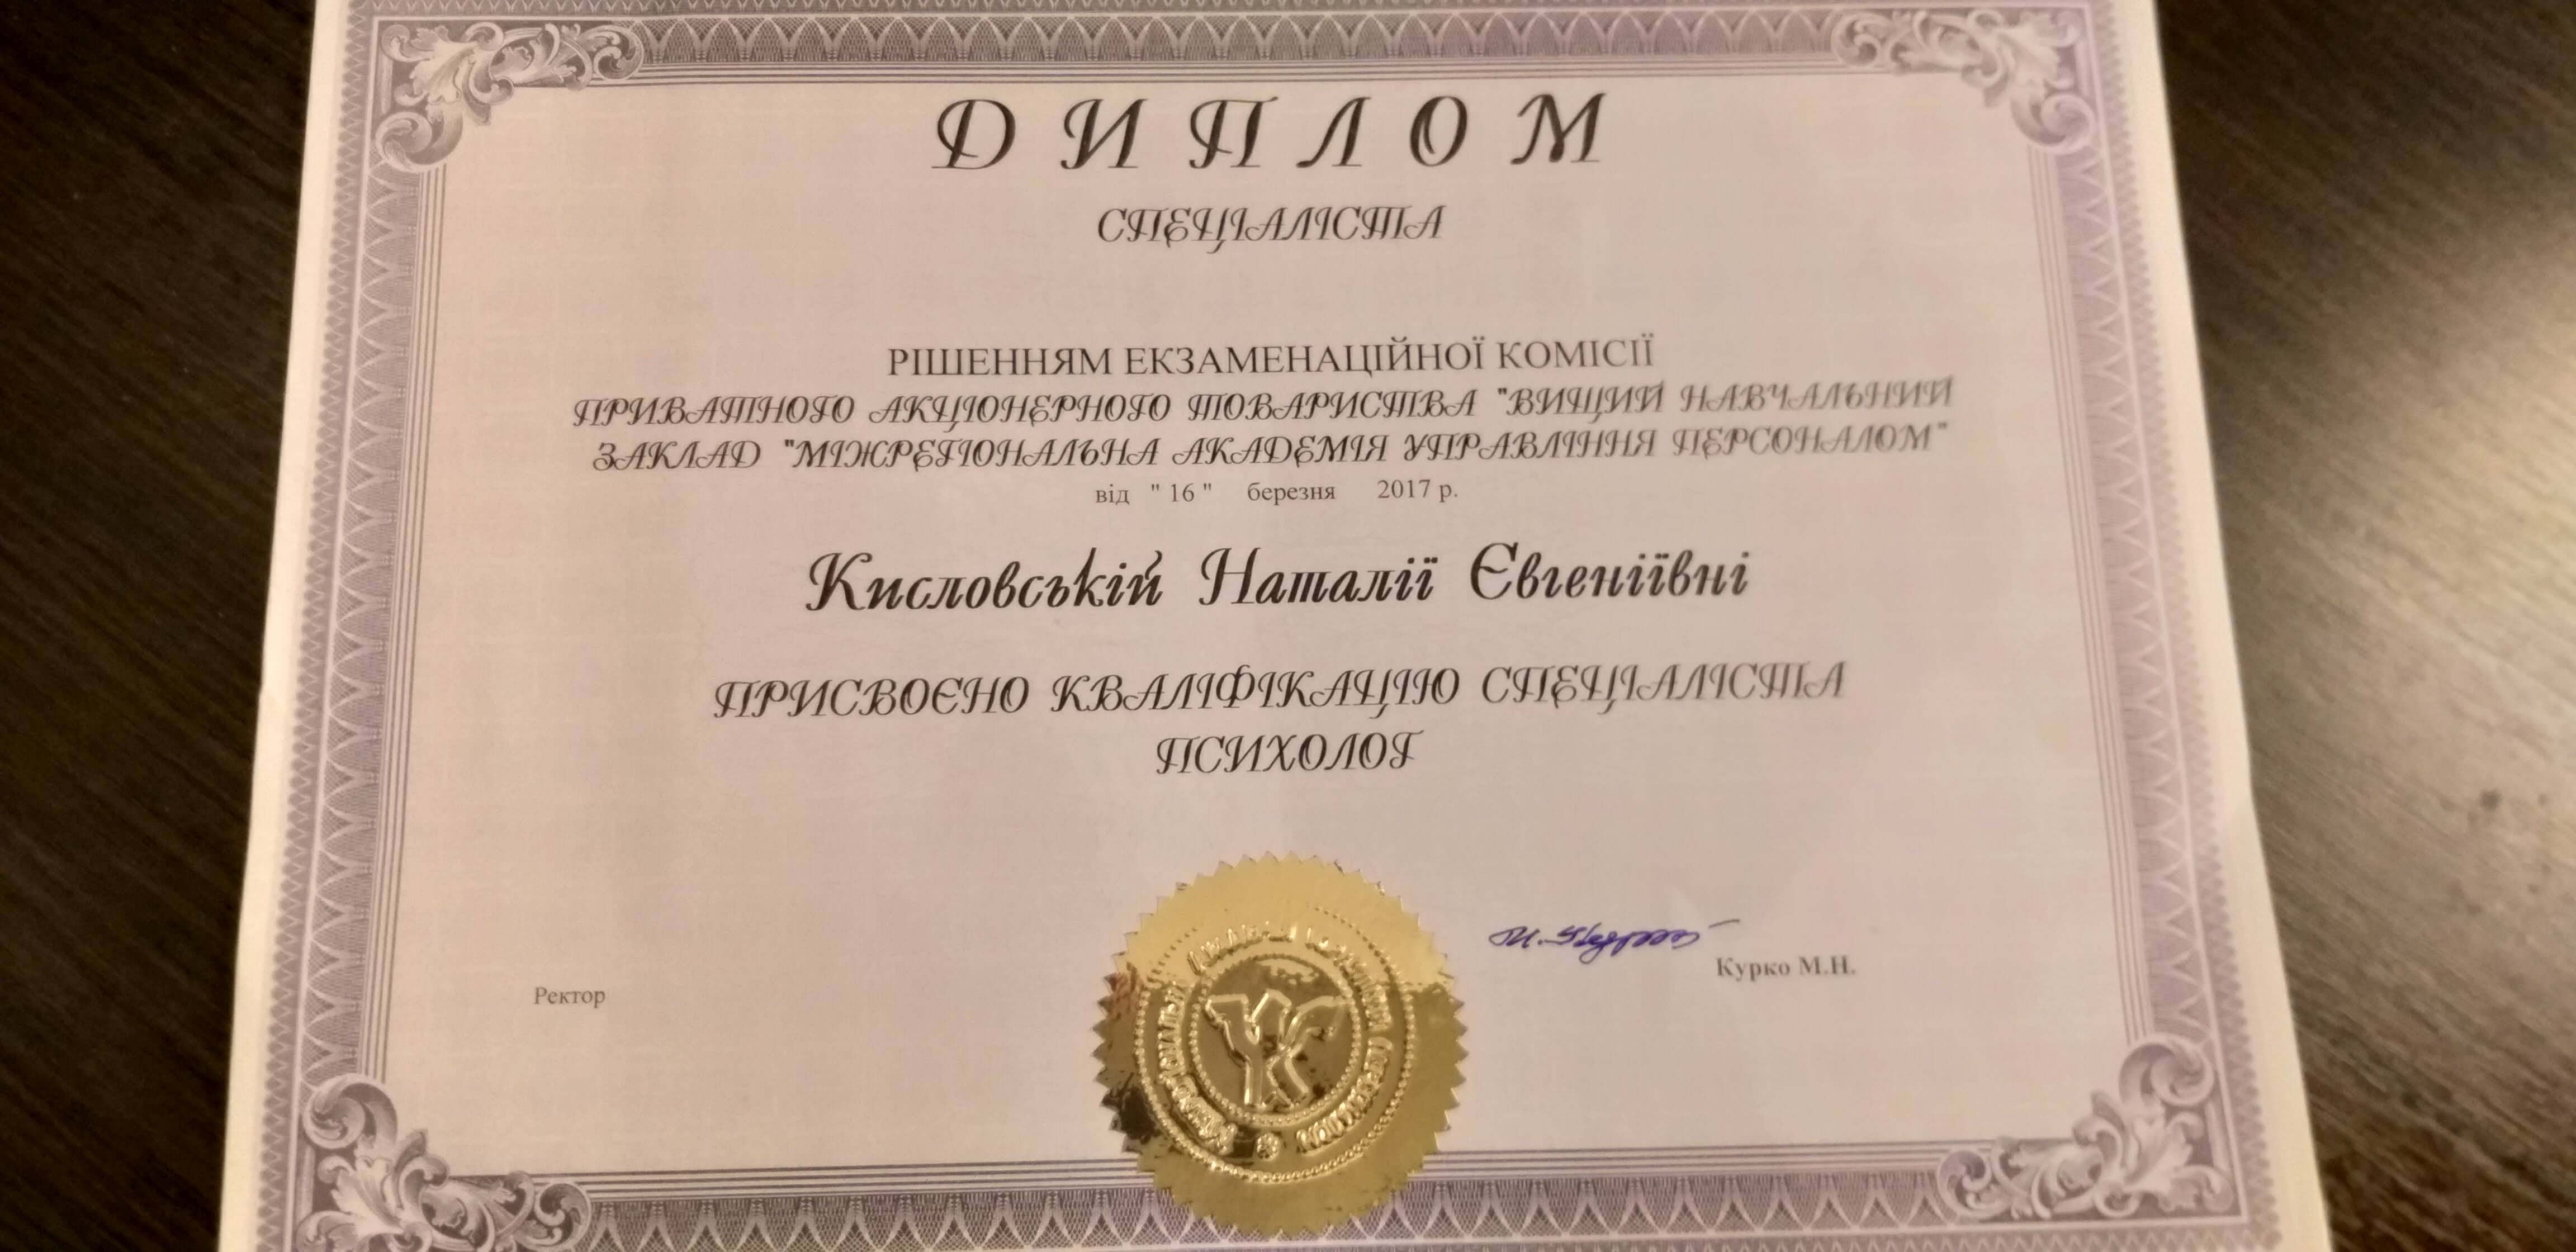 ДИПЛОМ
СПЕЦІАЛІСТА
РІШЕННЯМ ЕКЗАМЕНАЦІЙНОЇ КОМІСІЇ
ПРИВАТНОГО АКЦІОНЕРНОГО ТОВАРИСТВА "ВИЩИЙ НАВЧАЛЬНИЙ
ЗАКЛАД "МІЖРЕГІОНАЛЬНА АКАДЕМІЯ УПРАВЛІННЯ ПЕРСОНАЛОМ"
від "16" березня 2017 р.
Кисловській Наталії Євгеніївні
ПРИСВОЄНО КВАЛІФІКАЦІЮ СПЕЦІАЛІСТА
ПСИХОЛОГ
Ректор
Курко М.Н.